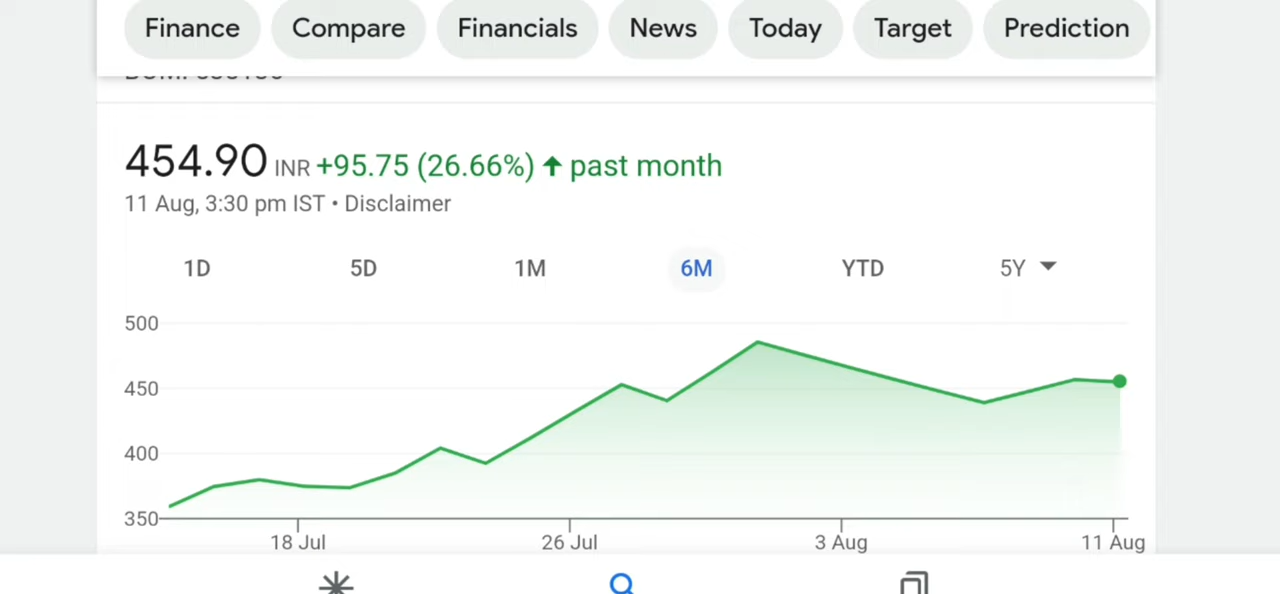 Finance Compare Financials News Today Target Prediction
454.90 INR +95.75 (26.66%) ↑ past month
11 Aug, 3:30 pm IST • Disclaimer
1D 5D 1M 6M YTD 5Y
500
450
400
350
18 Jul 26 Jul 3 Aug 11 Aug